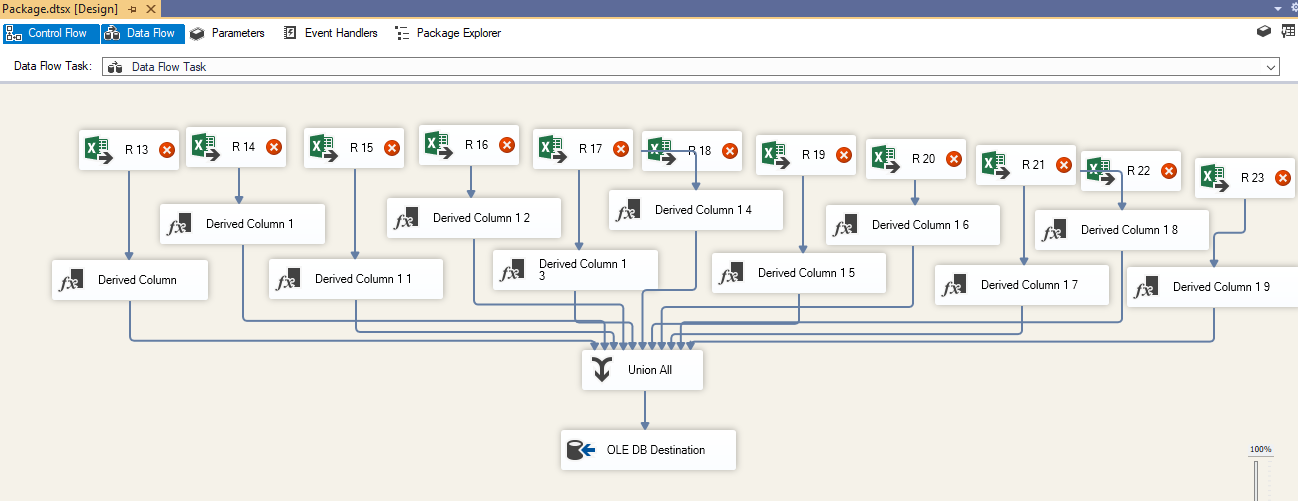 Package.dtsx [Design]
Control Flow
Data Flow
Parameters
Event Handlers
Package Explorer
Data Flow Task:
Data Flow Task
R 13
R 14
R 15
R 16
R 17
R 18
R 19
R 20
R 21
R 22
R 23
Derived Column 1
Derived Column 1 2
Derived Column 1 4
Derived Column 1 6
Derived Column 1 8
Derived Column
Derived Column 1 1
Derived Column 1
3
Derived Column 1 5
Derived Column 1 7
Derived Column 1 9
Union All
OLE DB Destination
100%